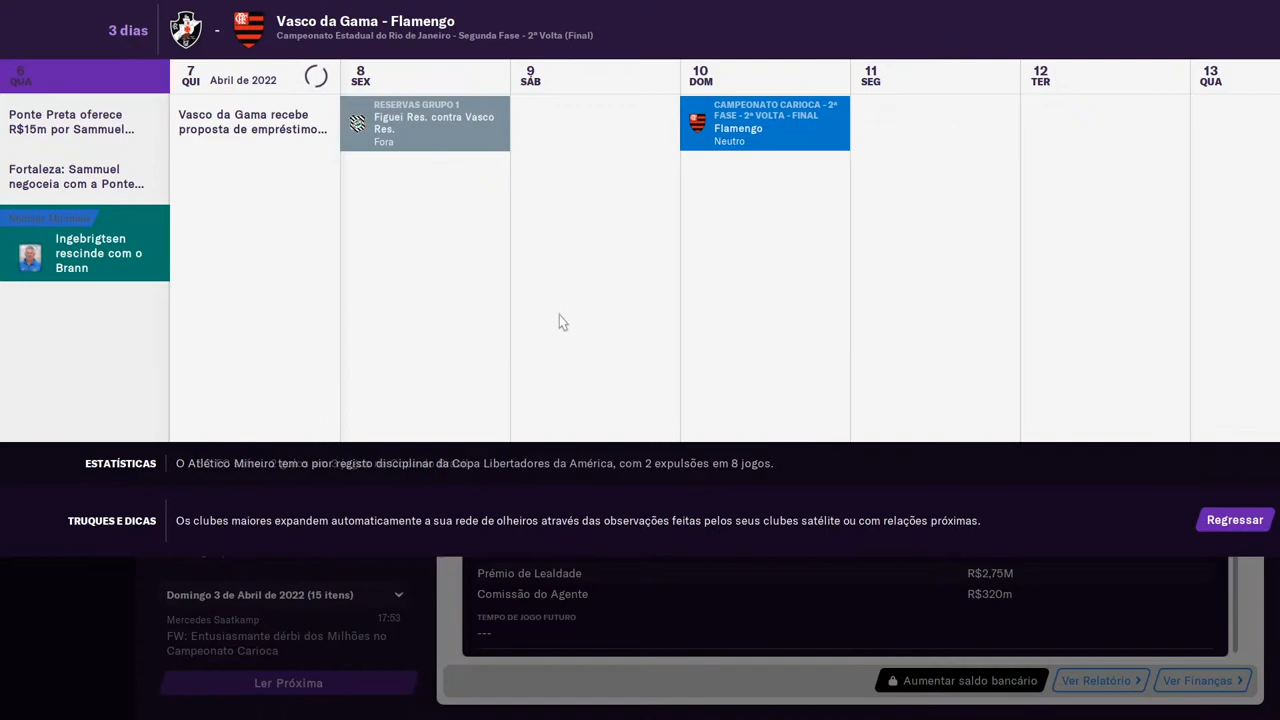 3 dias
Vasco da Gama - Flamengo
Campeonato Estadual do Rio de Janeiro - Segunda Fase - 2ª Volta (Final)
6
QUA
7
QUI Abril de 2022
8
SEX
9
SÁB
10
DOM
11
SEG
12
TER
13
QUA
Ponte Preta oferece
R$15m por Sammuel...
Fortaleza: Sammuel
negoceia com a Ponte...
Notícias Mundiais
Ingebrigtsen
rescinde com o
Brann
Vasco da Gama recebe
proposta de empréstimo...
RESERVAS GRUPO 1
Figuei Res. contra Vasco
Res.
Fora
CAMPEONATO CARIOCA - 2ª
FASE - 2ª VOLTA - FINAL
Flamengo
Neutro
ESTATÍSTICAS
O Atlético Mineiro tem o pior registo disciplinar da Copa Libertadores da América, com 2 expulsões em 8 jogos.
TRUQUES E DICAS
Os clubes maiores expandem automaticamente a sua rede de olheiros através das observações feitas pelos seus clubes satélite ou com relações próximas.
Regressar
Domingo 3 de Abril de 2022 (15 itens)
Mercedes Saatkamp 17:53
FW: Entusiasmante dérbi dos Milhões no
Campeonato Carioca
Ler Próxima
Prémio de Lealdade R$2,75M
Comissão do Agente R$320m
TEMPO DE JOGO FUTURO
---
Aumentar saldo bancário
Ver Relatório
Ver Finanças